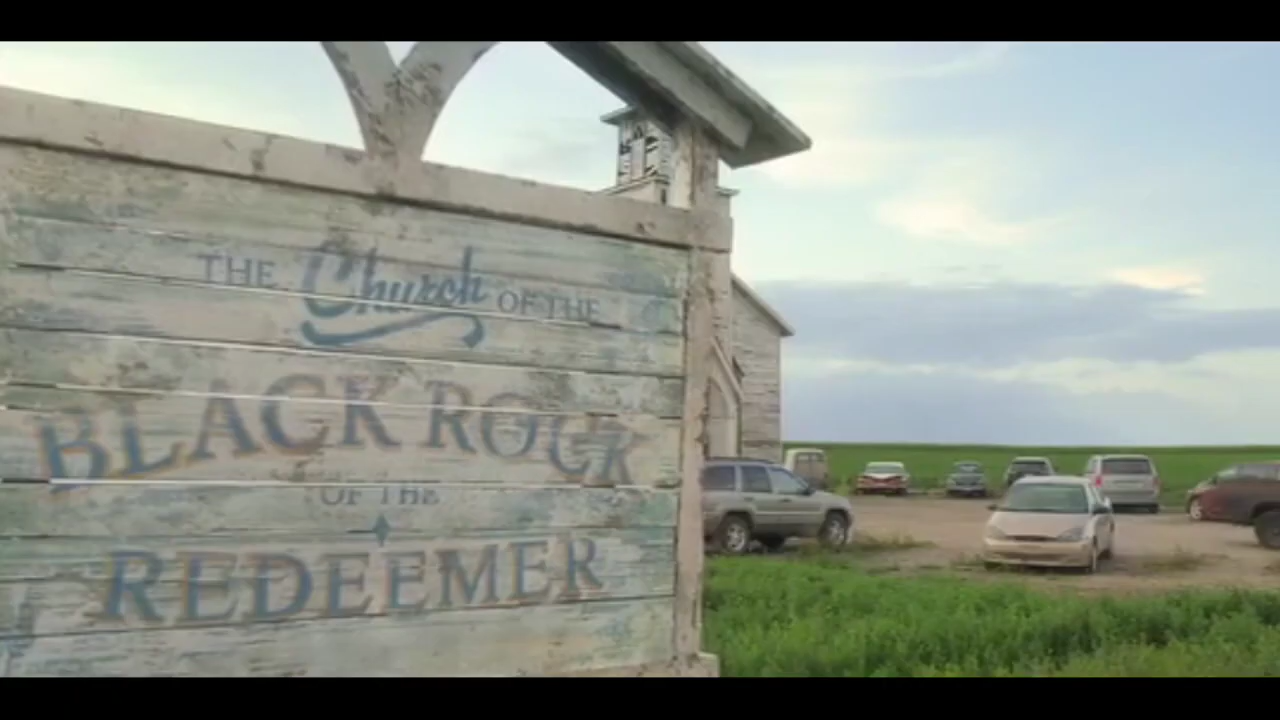 THE Church OF THE
BLACK ROCK
OF THE
REDEEMER